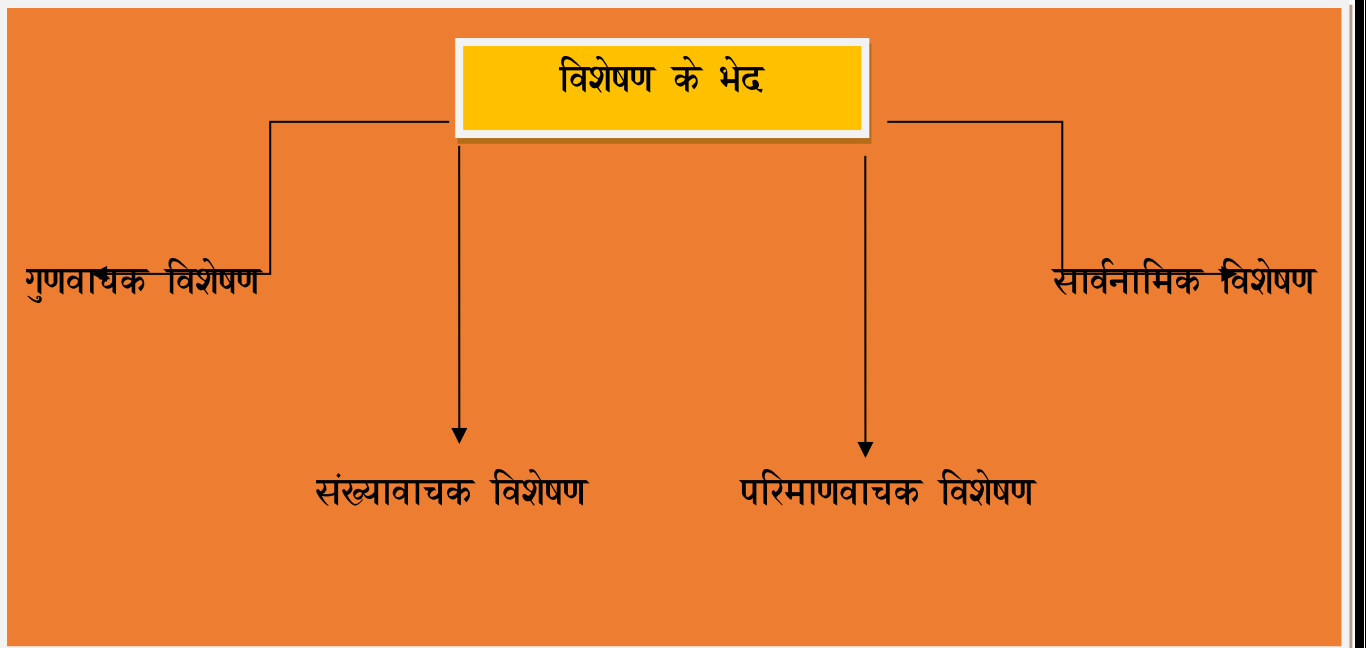 विशेषण के भेद
गुणवाचक विशेषण
सार्वनामिक विशेषण
संख्यावाचक विशेषण
परिमाणवाचक विशेषण